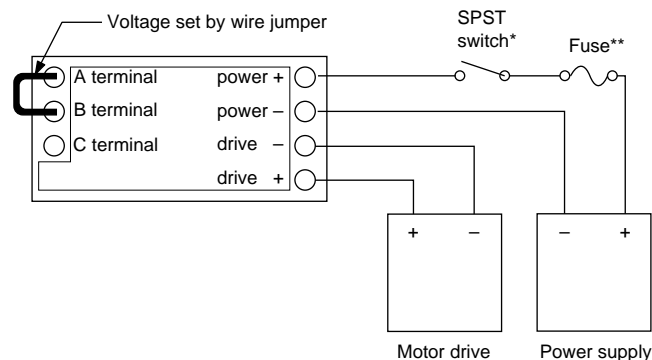 Voltage set by wire jumper
SPST
switch*
Fuse**
A terminal power +
B terminal power –
C terminal drive –
drive +
+ –
– +
Motor drive
Power supply